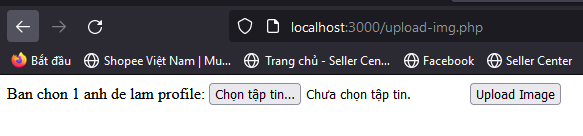 localhost:3000/upload-img.php
Bắt đầu Shopee Việt Nam | Mu... Trang chủ - Seller Cen... Facebook Seller Center
Ban chon 1 anh de lam profile: Chọn tập tin... Chưa chọn tập tin. Upload Image